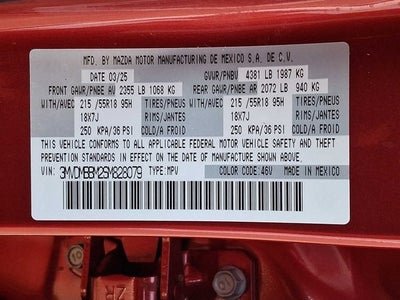 MFD. BY MAZDA MOTOR MANUFACTURING DE MEXICO S.A. DE C.V.
DATE 03/25 GVWR/PNBV 4381 LB 1987 KG
FRONT GAWR/PNBE AV 2355 LB 1068 KG REAR GAWR/PNBE AR 2072 LB 940 KG
WITH/AVEC 215 /55R18 95H TIRES/PNEUS WITH/AVEC 215 /55R18 95H TIRES/PNEUS
18X7J RIMS/JANTES 18X7J RIMS/JANTES
250 KPA/36 PSI COLD/A FROID 250 KPA/36 PSI COLD/A FROID
THIS VEHICLE CONFORMS TO ALL APPLICABLE FEDERAL MOTOR VEHICLE SAFETY AND THEFT
PREVENTION STANDARDS IN EFFECT ON THE DATE OF MANUFACTURE SHOWN ABOVE.
VIN: 3MVDMBBM2SM828079 TYPE:MPV COLOR CODE:46V MADE IN MEXICO